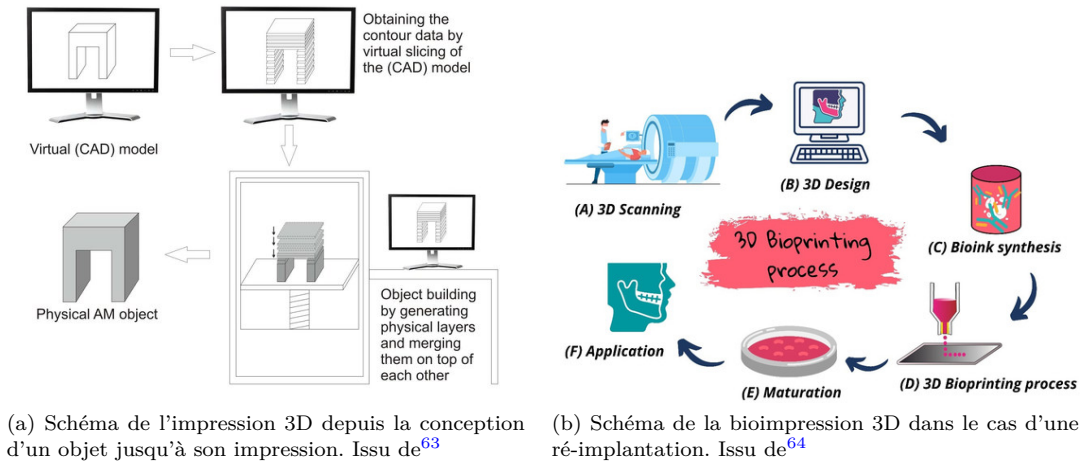 Obtaining the
contour data by
virtual slicing of
the (CAD) model
Virtual (CAD) model
Physical AM object
Object building
by generating
physical layers
and merging
them on top of
each other
(A) 3D Scanning
(B) 3D Design
(C) Bioink synthesis
(D) 3D Bioprinting process
(E) Maturation
(F) Application
3D Bioprinting
process
(a) Schéma de l'impression 3D depuis la conception
d'un objet jusqu'à son impression. Issu de63
(b) Schéma de la bioimpression 3D dans le cas d'une
ré-implantation. Issu de64